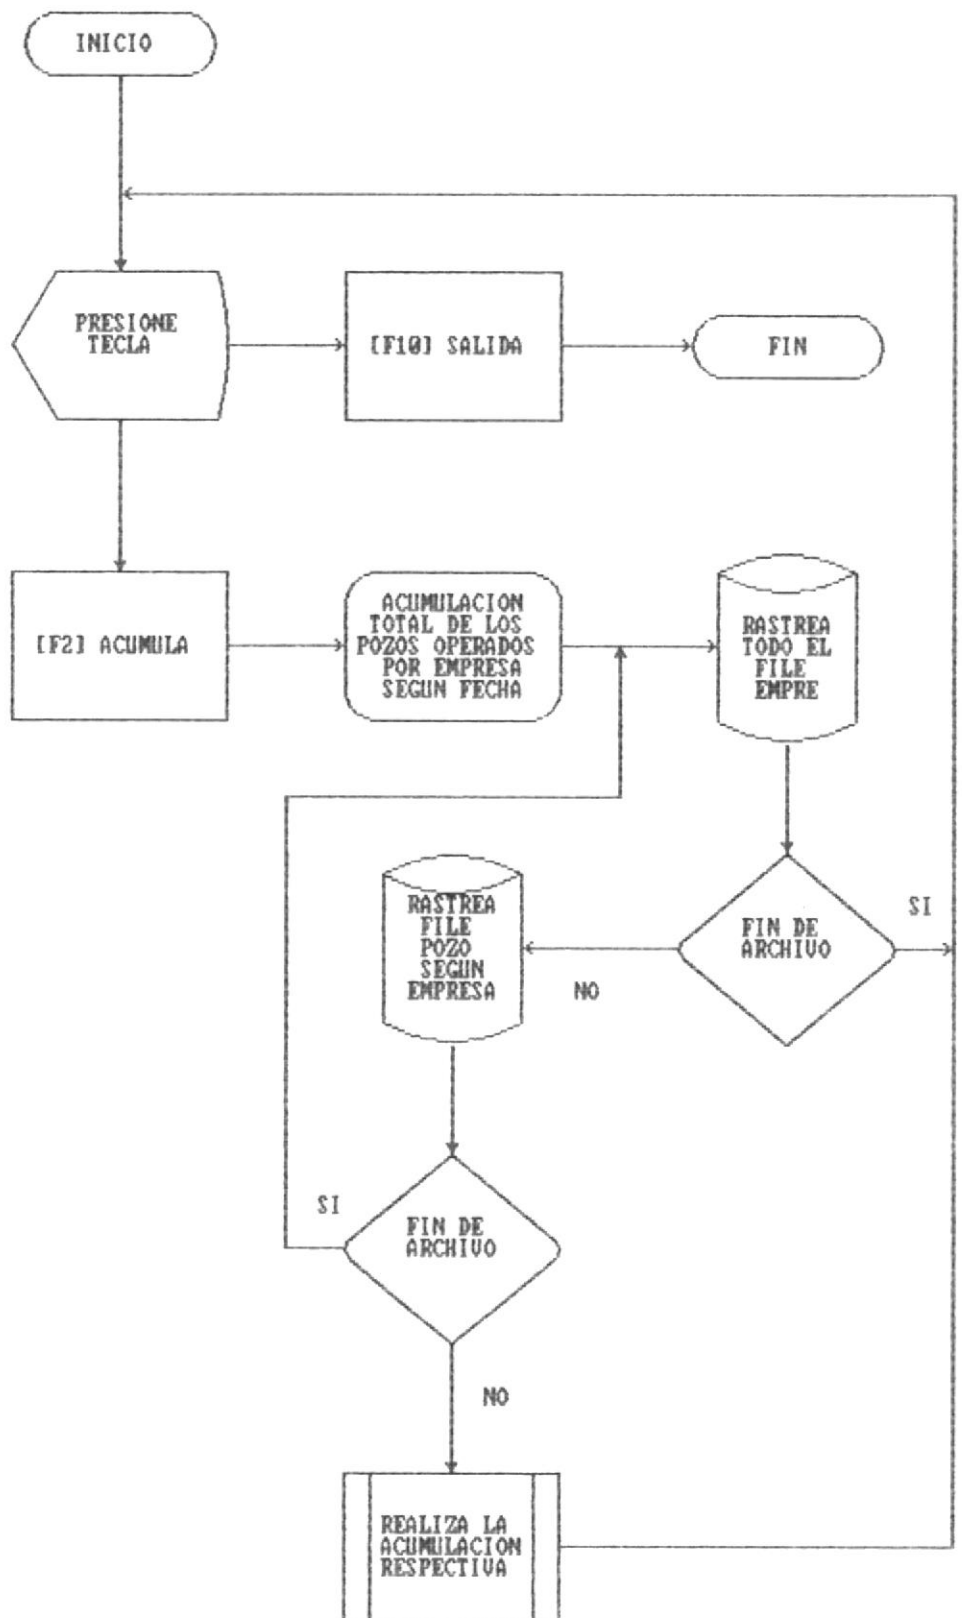 INICIO
PRESIONE
TECLA
[F10] SALIDA
FIN
[F2] ACUMULA
ACUMULACION
TOTAL DE LOS
POZOS OPERADOS
POR EMPRESA
SEGUN FECHA
RASTREA
TODO EL
FILE
EMPRE
FIN DE
ARCHIVO
SI
NO
RASTREA
FILE
POZO
SEGUN
EMPRESA
FIN DE
ARCHIVO
SI
NO
REALIZA LA
ACUMULACION
RESPECTIVA